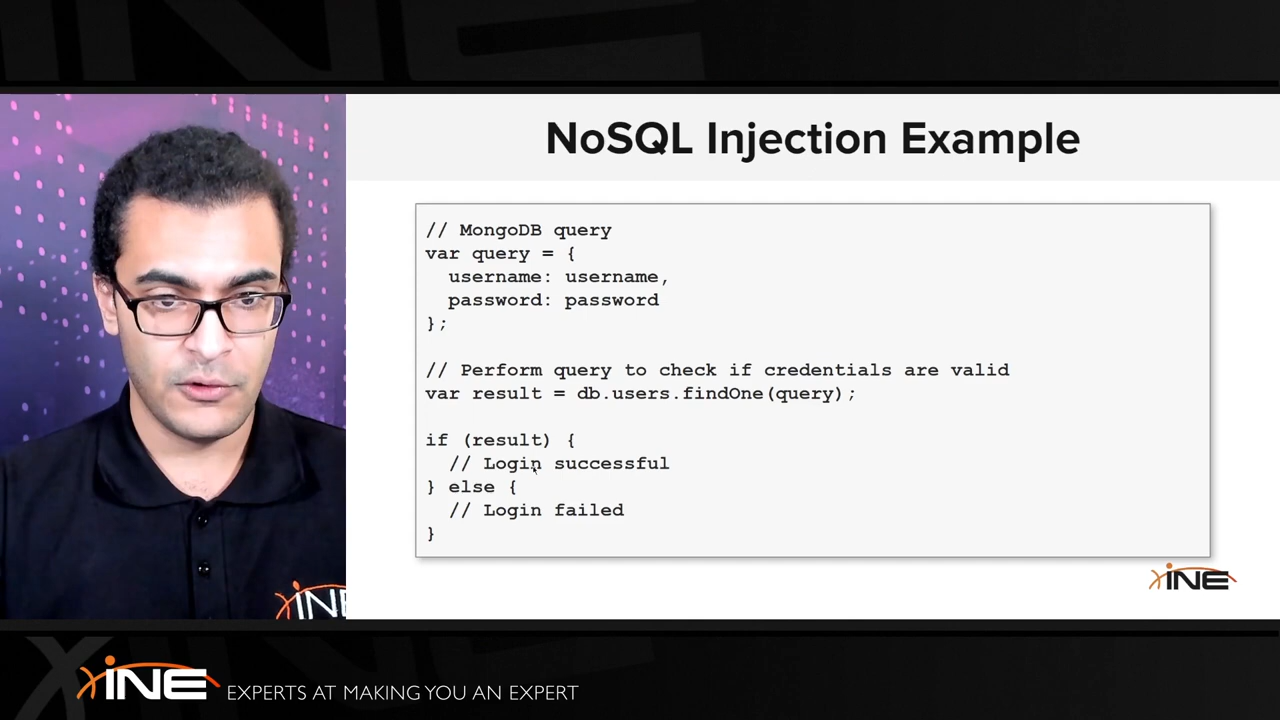 NoSQL Injection Example
// MongoDB query
var query = {
  username: username,
  password: password
};
// Perform query to check if credentials are valid
var result = db.users.findOne(query);
if (result) {
  // Login successful
} else {
  // Login failed
}
INE
INE
INE EXPERTS AT MAKING YOU AN EXPERT